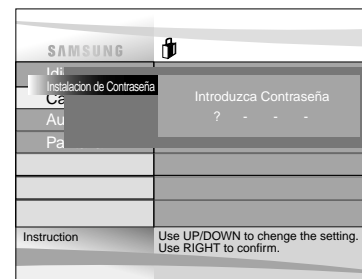 SAMSUNG
Idi
Instalacion de Contraseña
Ca
Au
Pa
Introduzca Contraseña
? - - -
Instruction
Use UP/DOWN to chenge the setting.
Use RIGHT to confirm.